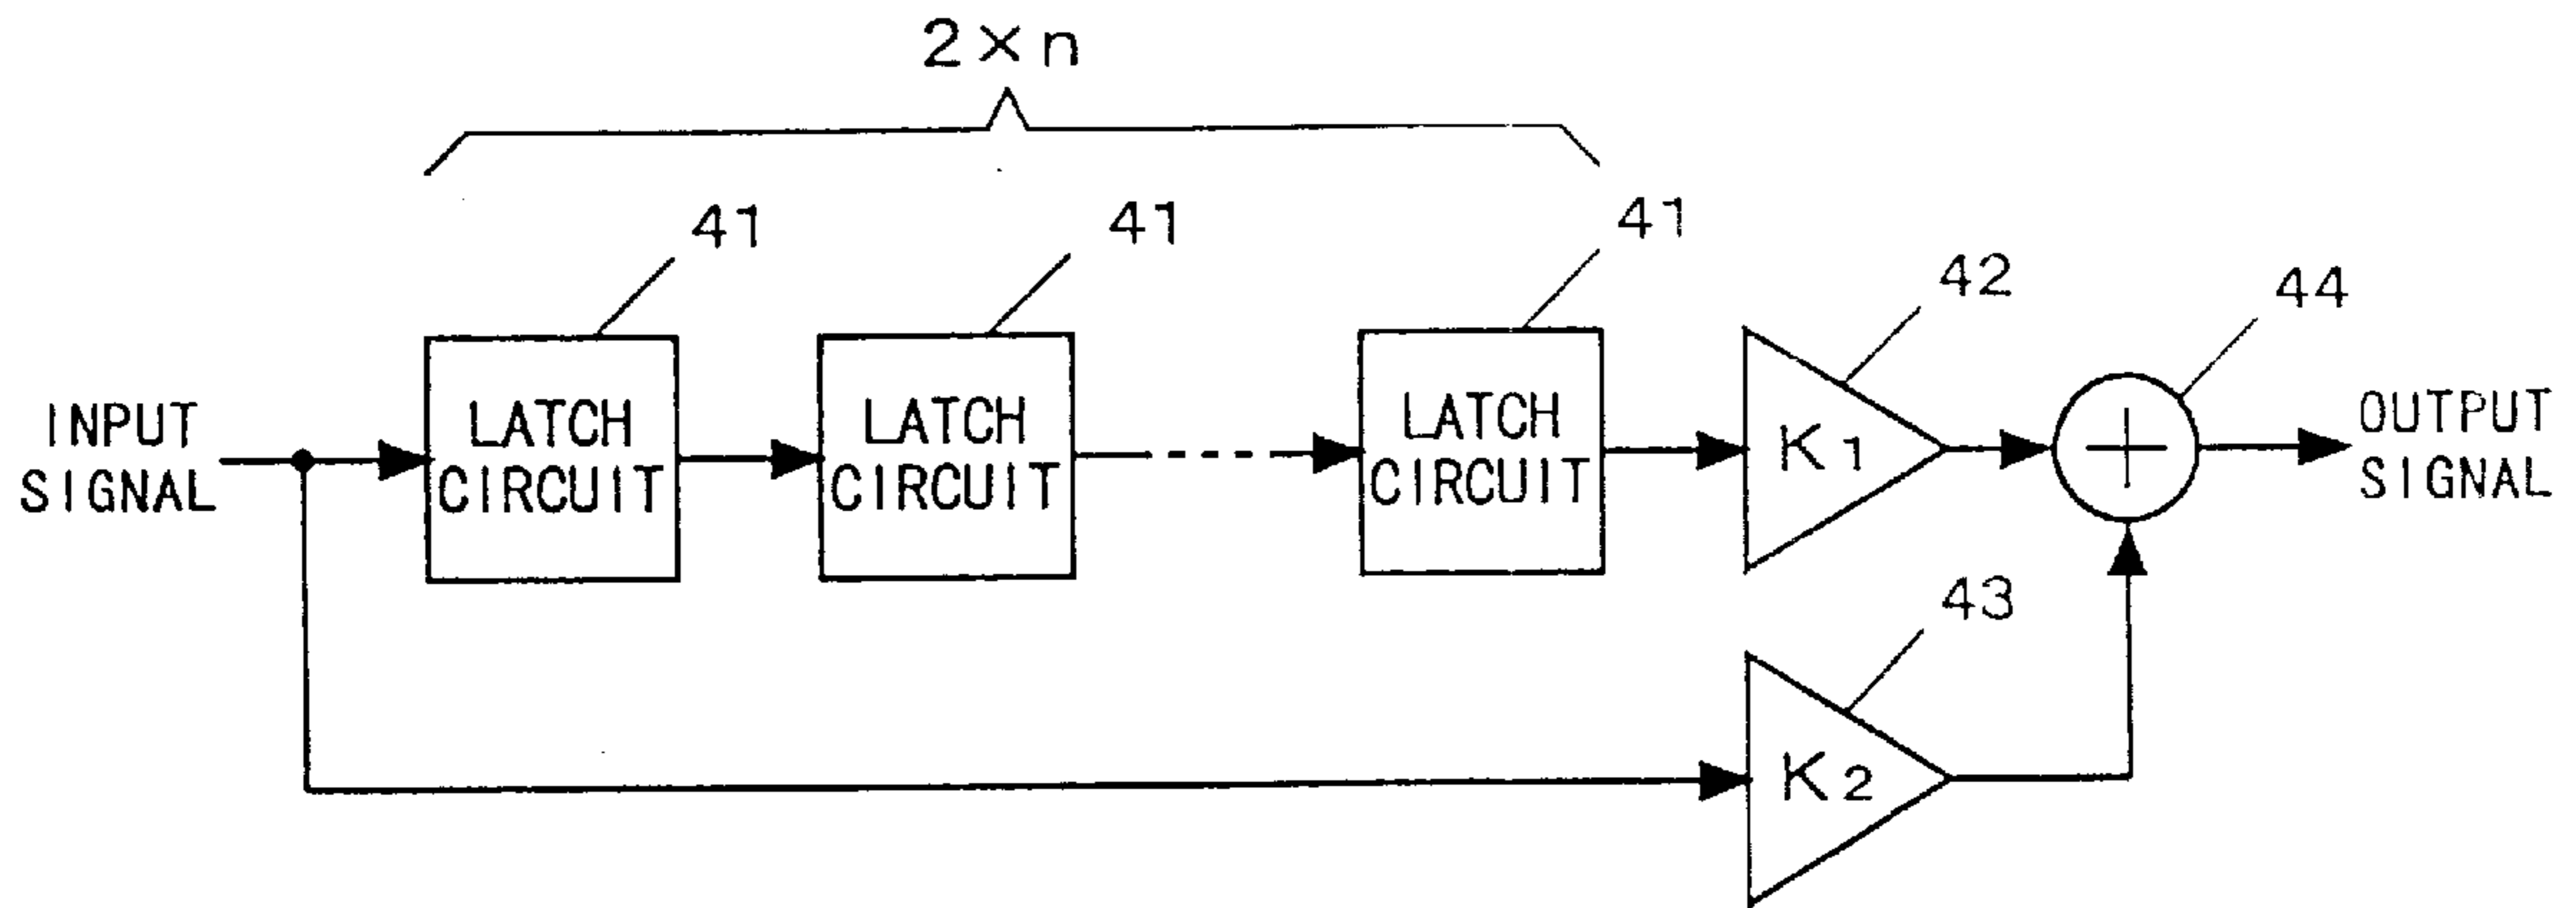 2×n
41
41
41
42
44
INPUT
SIGNAL
LATCH
CIRCUIT
LATCH
CIRCUIT
LATCH
CIRCUIT
K1
OUTPUT
SIGNAL
43
K2